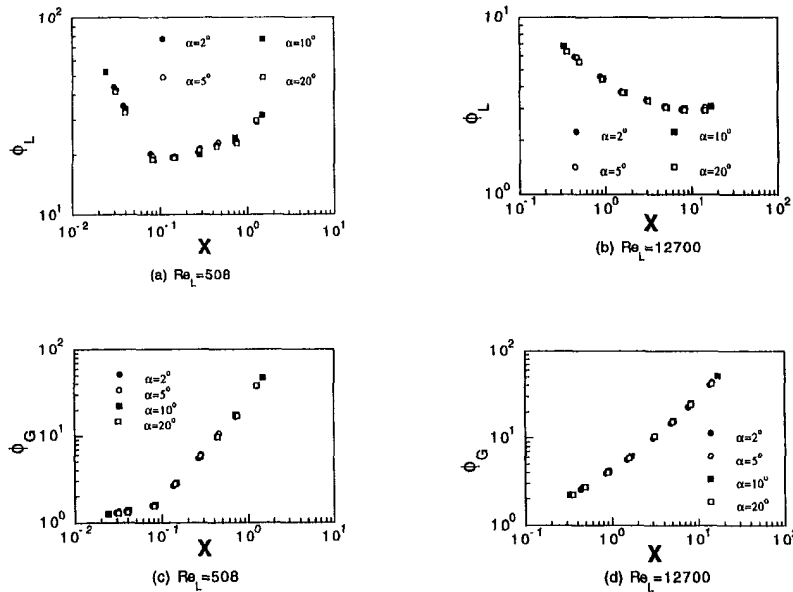 10²
α=2° α=10°
α=5° α=20°
ϕL
10¹
10⁻² 10⁻¹ 10⁰ 10¹
X
(a) ReL=508
10¹
ϕL
α=2° α=10°
α=5° α=20°
10⁰
10⁻¹ 10⁰ 10¹ 10²
X
(b) ReL=12700
10²
α=2°
α=5°
α=10°
α=20°
ϕG
10¹
10⁰
10⁻² 10⁻¹ 10⁰ 10¹
X
(c) ReL=508
10²
ϕG
10¹
α=2°
α=5°
α=10°
α=20°
10⁰
10⁻¹ 10⁰ 10¹ 10²
X
(d) ReL=12700